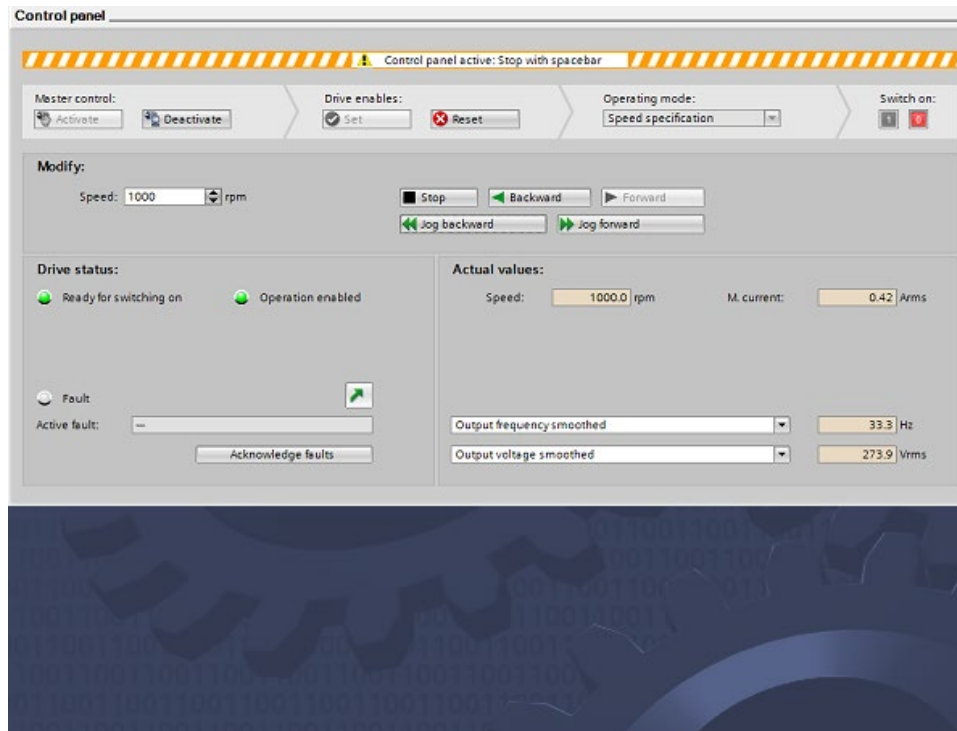 Control panel
Control panel active: Stop with spacebar
Master control: Drive enables: Operating mode: Switch on:
Activate Deactivate Set Reset Speed specification 1 0
Modify:
Speed: 1000 rpm Stop Backward Forward
Jog backward Jog forward
Drive status: Actual values:
Ready for switching on Operation enabled Speed: 1000.0 rpm M. current: 0.42 Arms
Fault
Active fault: --- Output frequency smoothed 33.3 Hz
Acknowledge faults Output voltage smoothed 273.9 Vrms